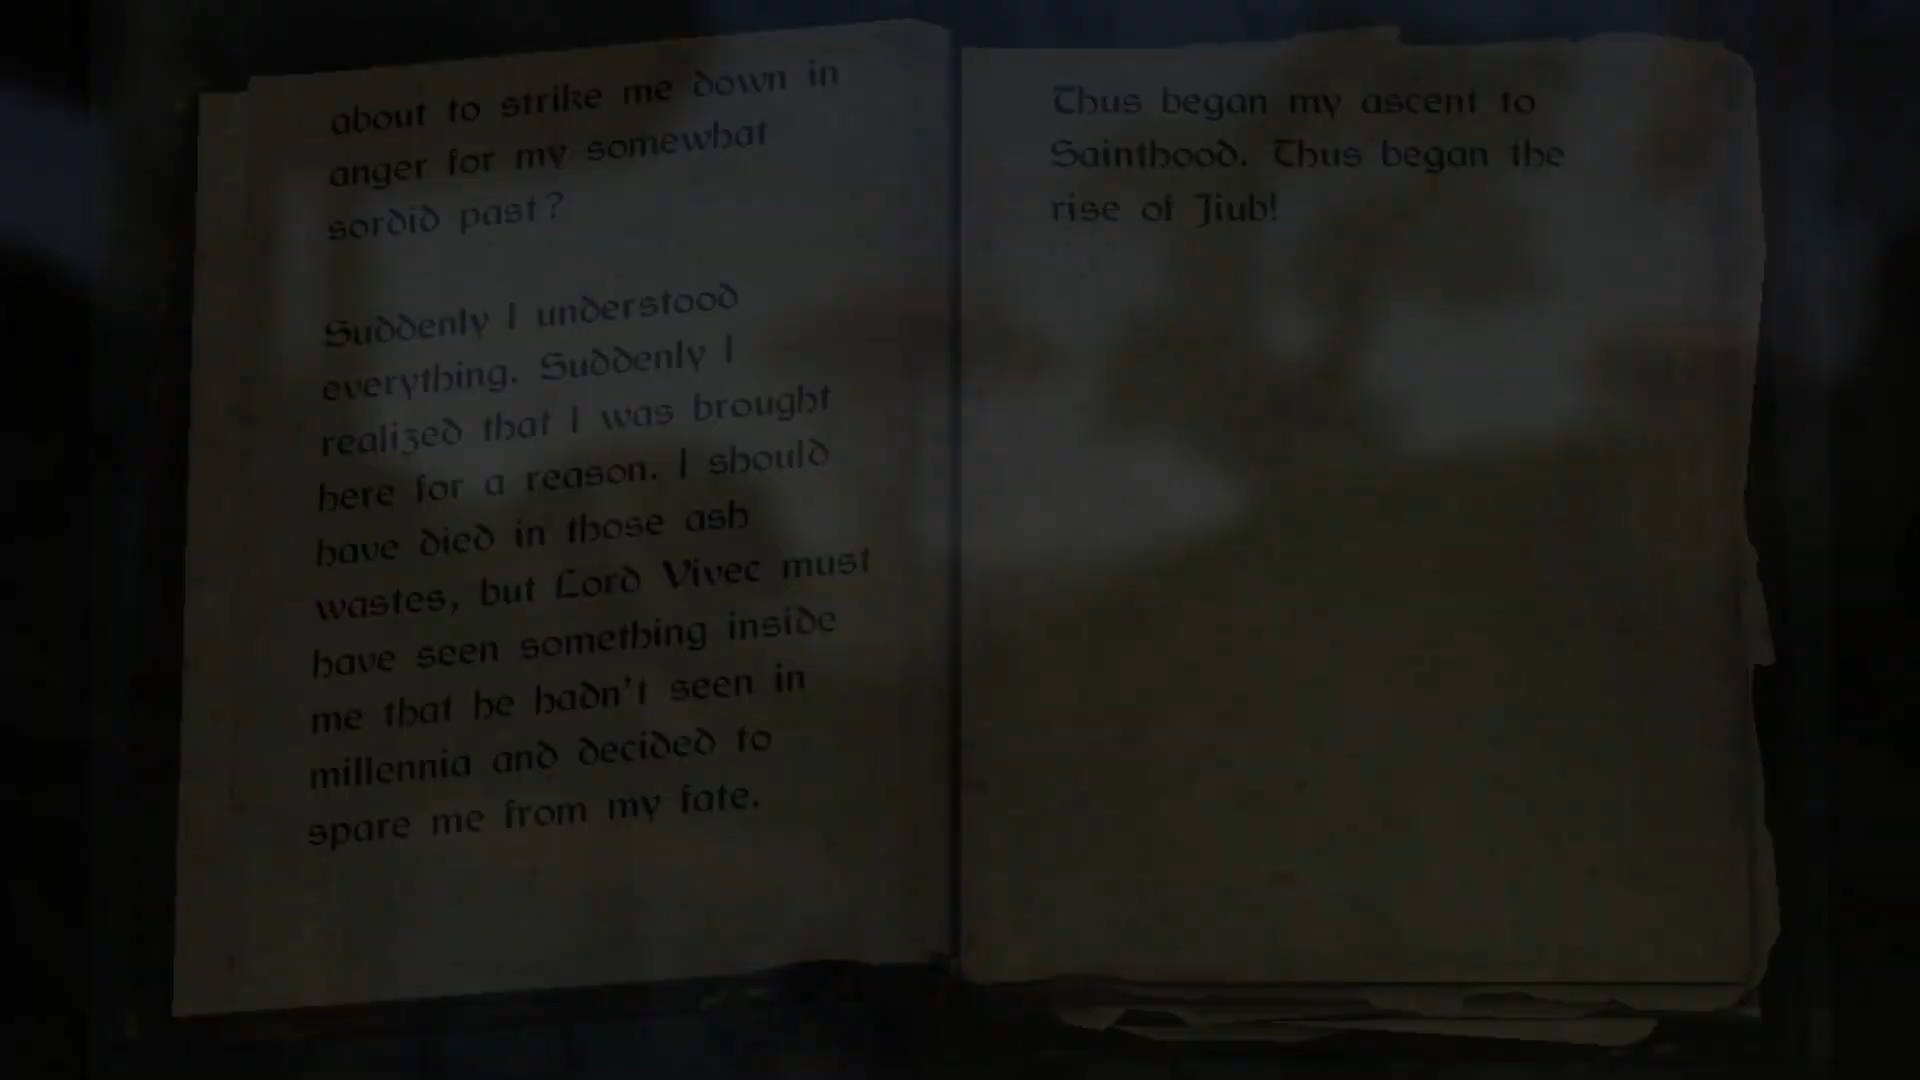 about to strike me down in
anger for my somewhat
sordid past?
Suddenly I understood
everything. Suddenly I
realized that I was brought
here for a reason. I should
have died in those ash
wastes, but Lord Vivec must
have seen something inside
me that he hadn't seen in
millennia and decided to
spare me from my fate.
Thus began my ascent to
Sainthood. Thus began the
rise of Jiub!